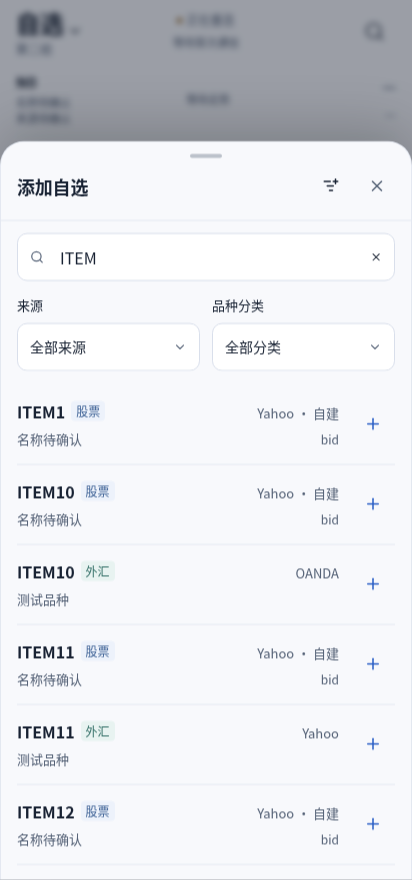 自选
添加自选
ITEM
来源
品种分类
全部来源
全部分类
ITEM1 股票 Yahoo · 自建
名称待确认 bid
ITEM10 股票 Yahoo · 自建
名称待确认 bid
ITEM10 外汇 OANDA
测试品种
ITEM11 股票 Yahoo · 自建
名称待确认 bid
ITEM11 外汇 Yahoo
测试品种
ITEM12 股票 Yahoo · 自建
名称待确认 bid